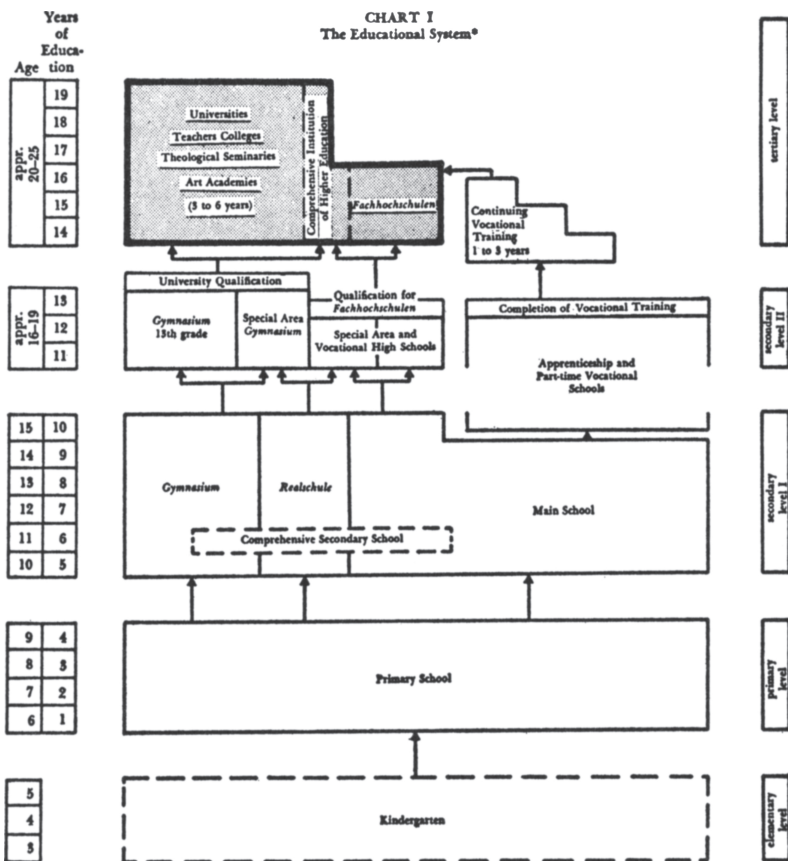 CHART I
The Educational System*
Years
of
Educa-
Age tion
appr.
20–25
19
18
17
16
15
14
Universities
Teachers Colleges
Theological Seminaries
Art Academies
(3 to 6 years)
Comprehensive Institution
of Higher Education
Fachhochschulen
Continuing
Vocational
Training
1 to 3 years
tertiary level
appr.
16–19
13
12
11
University Qualification
Gymnasium
13th grade
Special Area
Gymnasium
Qualification for
Fachhochschulen
Special Area and
Vocational High Schools
Completion of Vocational Training
Apprenticeship and
Part-time Vocational
Schools
secondary
level II
15 10
14 9
13 8
12 7
11 6
10 5
Gymnasium
Realschule
Main School
Comprehensive Secondary School
secondary
level I
9 4
8 3
7 2
6 1
Primary School
primary
level
5
4
3
Kindergarten
elementary
level